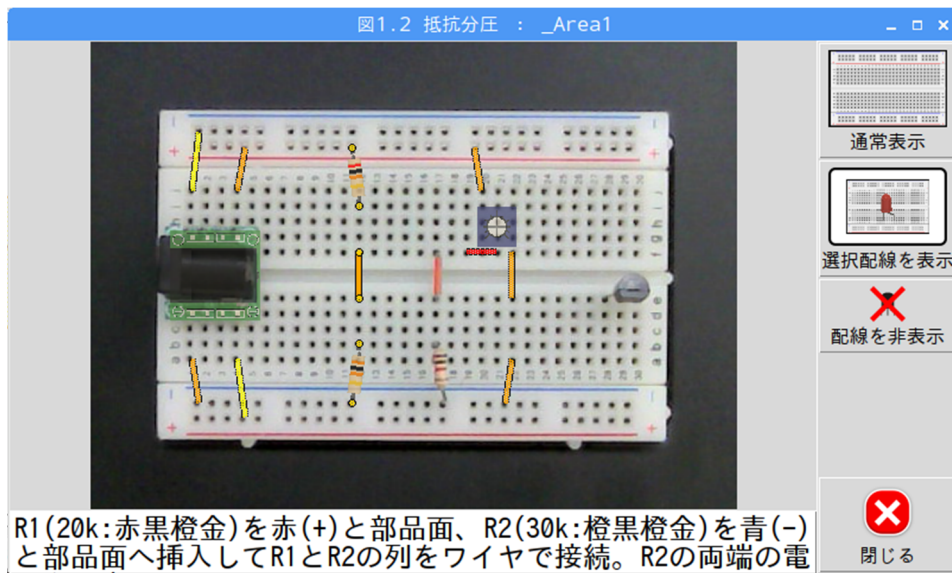 図1.2 抵抗分圧 : _Area1
通常表示
選択配線を表示
配線を非表示
閉じる
R1(20k:赤黒橙金)を赤(+)と部品面、R2(30k:橙黒橙金)を青(-)
と部品面へ挿入してR1とR2の列をワイヤで接続。R2の両端の電